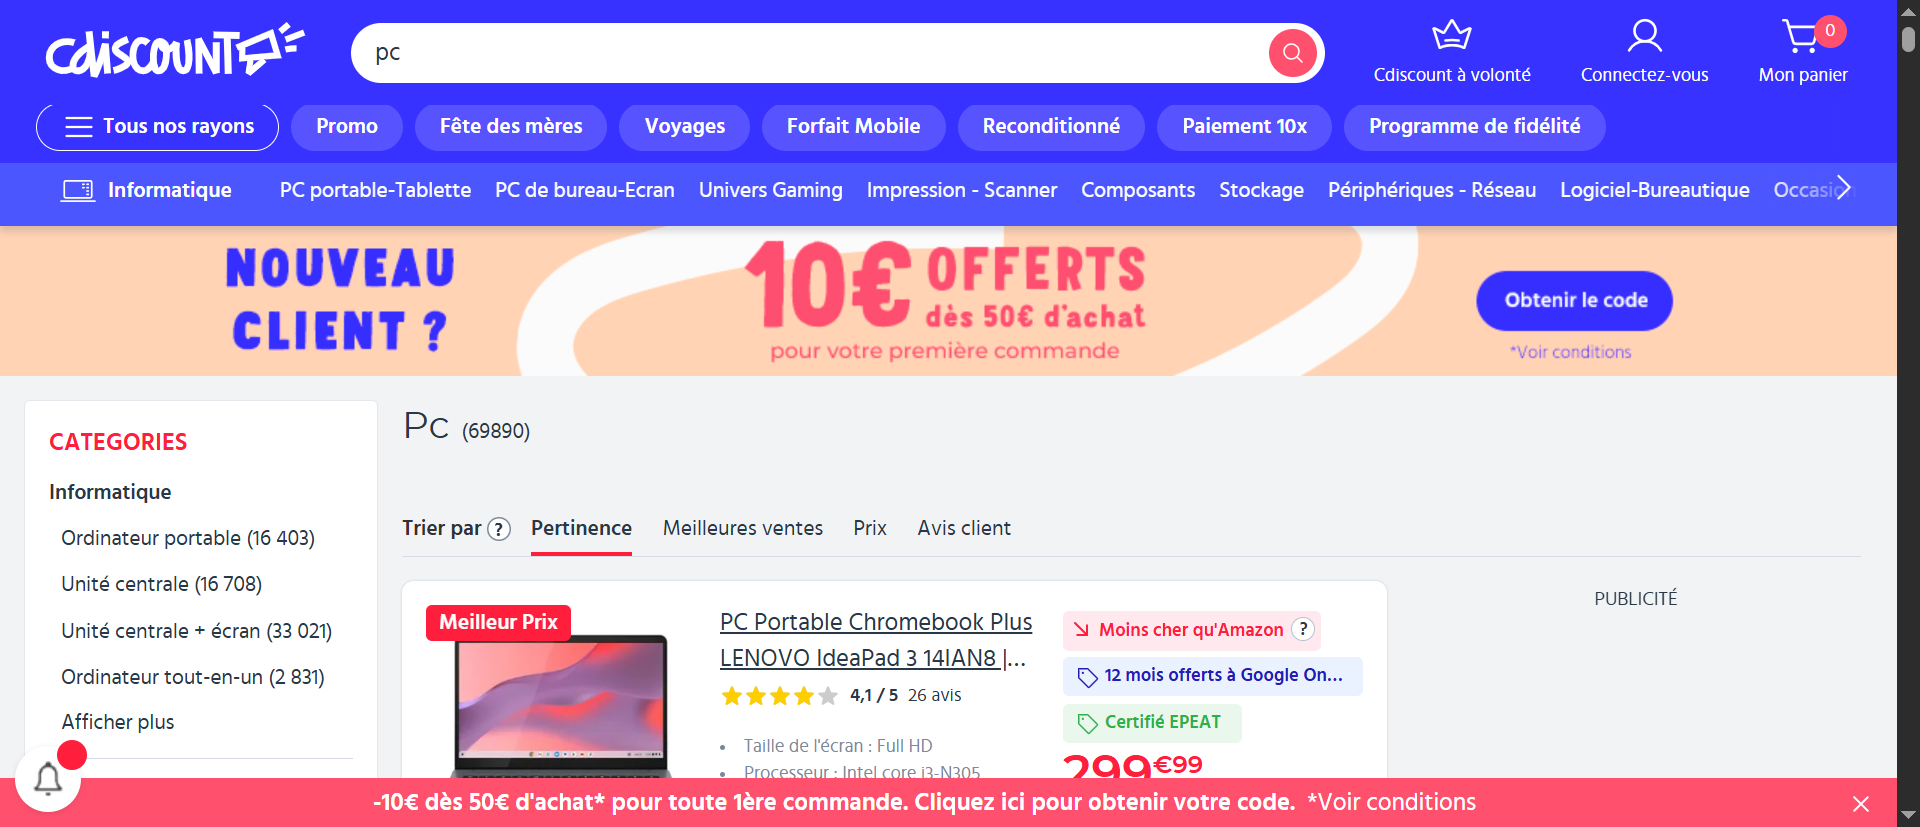 Cdiscount
pc
Cdiscount à volonté
Connectez-vous
0
Mon panier
Tous nos rayons
Promo
Fête des mères
Voyages
Forfait Mobile
Reconditionné
Paiement 10x
Programme de fidélité
Informatique
PC portable-Tablette
PC de bureau-Ecran
Univers Gaming
Impression - Scanner
Composants
Stockage
Périphériques - Réseau
Logiciel-Bureautique
Occasion
NOUVEAU
CLIENT ?
10€ OFFERTS
dès 50€ d'achat
pour votre première commande
Obtenir le code
*Voir conditions
CATEGORIES
Informatique
Ordinateur portable (16 403)
Unité centrale (16 708)
Unité centrale + écran (33 021)
Ordinateur tout-en-un (2 831)
Afficher plus
Pc (69890)
Trier par ?
Pertinence
Meilleures ventes
Prix
Avis client
Meilleur Prix
PC Portable Chromebook Plus
LENOVO IdeaPad 3 14IAN8 |...
4,1 / 5 26 avis
Taille de l'écran : Full HD
Processeur : Intel core i3-N305
Moins cher qu'Amazon ?
12 mois offerts à Google On...
Certifié EPEAT
299€99
PUBLICITÉ
-10€ dès 50€ d'achat* pour toute 1ère commande. Cliquez ici pour obtenir votre code. *Voir conditions